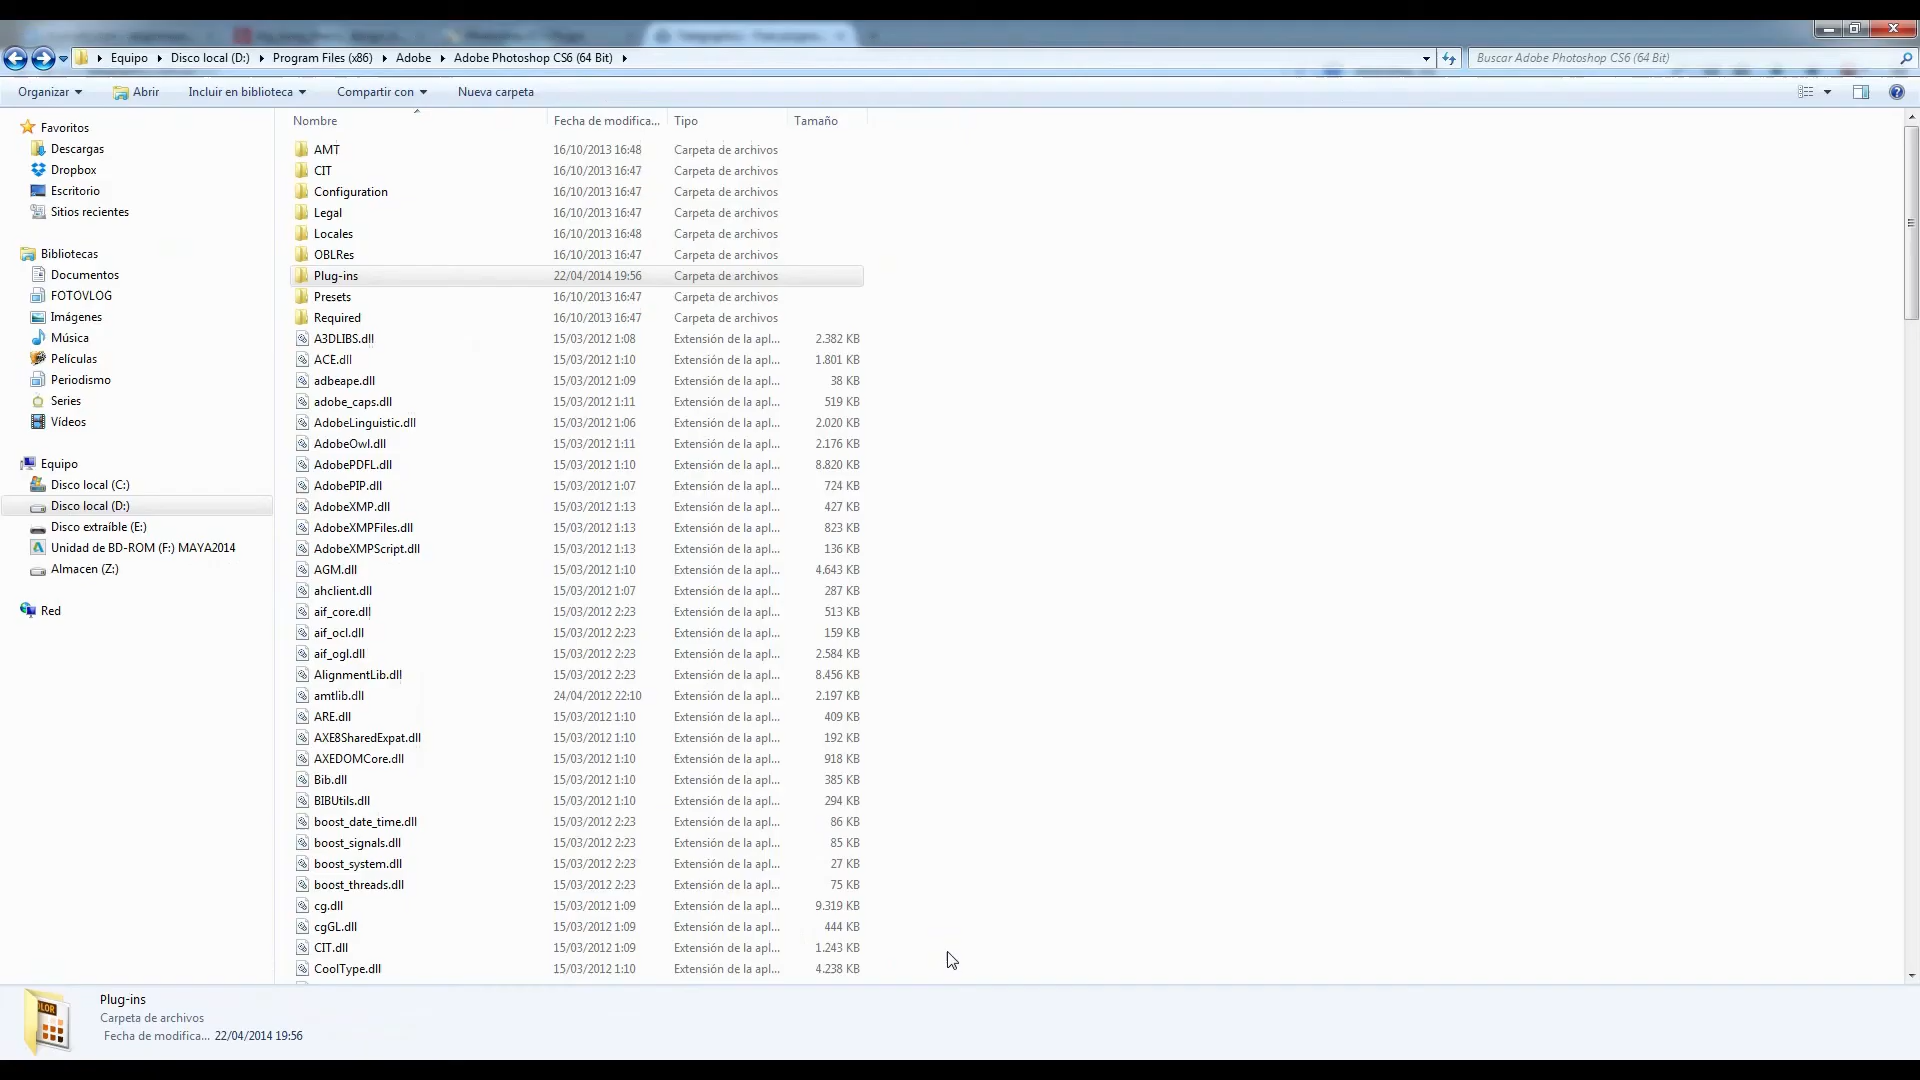 Equipo Disco local (D:) Program Files (x86) Adobe Adobe Photoshop CS6 (64 Bit)
Buscar Adobe Photoshop CS6 (64 Bit)
Organizar Abrir Incluir en biblioteca Compartir con Nueva carpeta
Favoritos
Descargas
Dropbox
Escritorio
Sitios recientes
Bibliotecas
Documentos
FOTOVLOG
Imágenes
Música
Películas
Periodismo
Series
Vídeos
Equipo
Disco local (C:)
Disco local (D:)
Disco extraíble (E:)
Unidad de BD-ROM (F:) MAYA2014
Almacen (Z:)
Red
Nombre Fecha de modifica... Tipo Tamaño
AMT 16/10/2013 16:48 Carpeta de archivos
CIT 16/10/2013 16:47 Carpeta de archivos
Configuration 16/10/2013 16:47 Carpeta de archivos
Legal 16/10/2013 16:47 Carpeta de archivos
Locales 16/10/2013 16:48 Carpeta de archivos
OBLRes 16/10/2013 16:47 Carpeta de archivos
Plug-ins 22/04/2014 19:56 Carpeta de archivos
Presets 16/10/2013 16:47 Carpeta de archivos
Required 16/10/2013 16:47 Carpeta de archivos
A3DLIBS.dll 15/03/2012 1:08 Extensión de la apl... 2.382 KB
ACE.dll 15/03/2012 1:10 Extensión de la apl... 1.801 KB
adbeape.dll 15/03/2012 1:09 Extensión de la apl... 38 KB
adobe_caps.dll 15/03/2012 1:11 Extensión de la apl... 519 KB
AdobeLinguistic.dll 15/03/2012 1:06 Extensión de la apl... 2.020 KB
AdobeOwl.dll 15/03/2012 1:11 Extensión de la apl... 2.176 KB
AdobePDFL.dll 15/03/2012 1:10 Extensión de la apl... 8.820 KB
AdobePIP.dll 15/03/2012 1:07 Extensión de la apl... 724 KB
AdobeXMP.dll 15/03/2012 1:13 Extensión de la apl... 427 KB
AdobeXMPFiles.dll 15/03/2012 1:13 Extensión de la apl... 823 KB
AdobeXMPScript.dll 15/03/2012 1:13 Extensión de la apl... 136 KB
AGM.dll 15/03/2012 1:10 Extensión de la apl... 4.643 KB
ahclient.dll 15/03/2012 1:07 Extensión de la apl... 287 KB
aif_core.dll 15/03/2012 2:23 Extensión de la apl... 513 KB
aif_ocl.dll 15/03/2012 2:23 Extensión de la apl... 159 KB
aif_ogl.dll 15/03/2012 2:23 Extensión de la apl... 2.584 KB
AlignmentLib.dll 15/03/2012 2:23 Extensión de la apl... 8.456 KB
amtlib.dll 24/04/2012 22:10 Extensión de la apl... 2.197 KB
ARE.dll 15/03/2012 1:10 Extensión de la apl... 409 KB
AXE8SharedExpat.dll 15/03/2012 1:10 Extensión de la apl... 192 KB
AXEDOMCore.dll 15/03/2012 1:10 Extensión de la apl... 918 KB
Bib.dll 15/03/2012 1:10 Extensión de la apl... 385 KB
BIBUtils.dll 15/03/2012 1:10 Extensión de la apl... 294 KB
boost_date_time.dll 15/03/2012 2:23 Extensión de la apl... 86 KB
boost_signals.dll 15/03/2012 2:23 Extensión de la apl... 85 KB
boost_system.dll 15/03/2012 2:23 Extensión de la apl... 27 KB
boost_threads.dll 15/03/2012 2:23 Extensión de la apl... 75 KB
cg.dll 15/03/2012 1:09 Extensión de la apl... 9.319 KB
cgGL.dll 15/03/2012 1:09 Extensión de la apl... 444 KB
CIT.dll 15/03/2012 1:09 Extensión de la apl... 1.243 KB
CoolType.dll 15/03/2012 1:10 Extensión de la apl... 4.238 KB
Plug-ins
Carpeta de archivos
Fecha de modifica... 22/04/2014 19:56